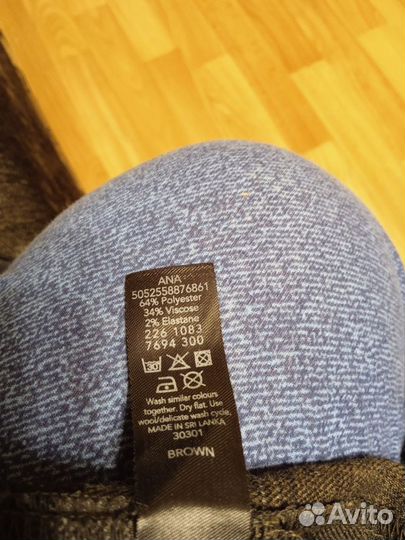 ANA
5052558876861
64% Polyester
34% Viscose
2% Elastane
226 1083
7694 300
30
Wash similar colours
together. Dry flat. Use
wool/delicate wash cycle.
MADE IN SRI LANKA
30301
BROWN
Avito